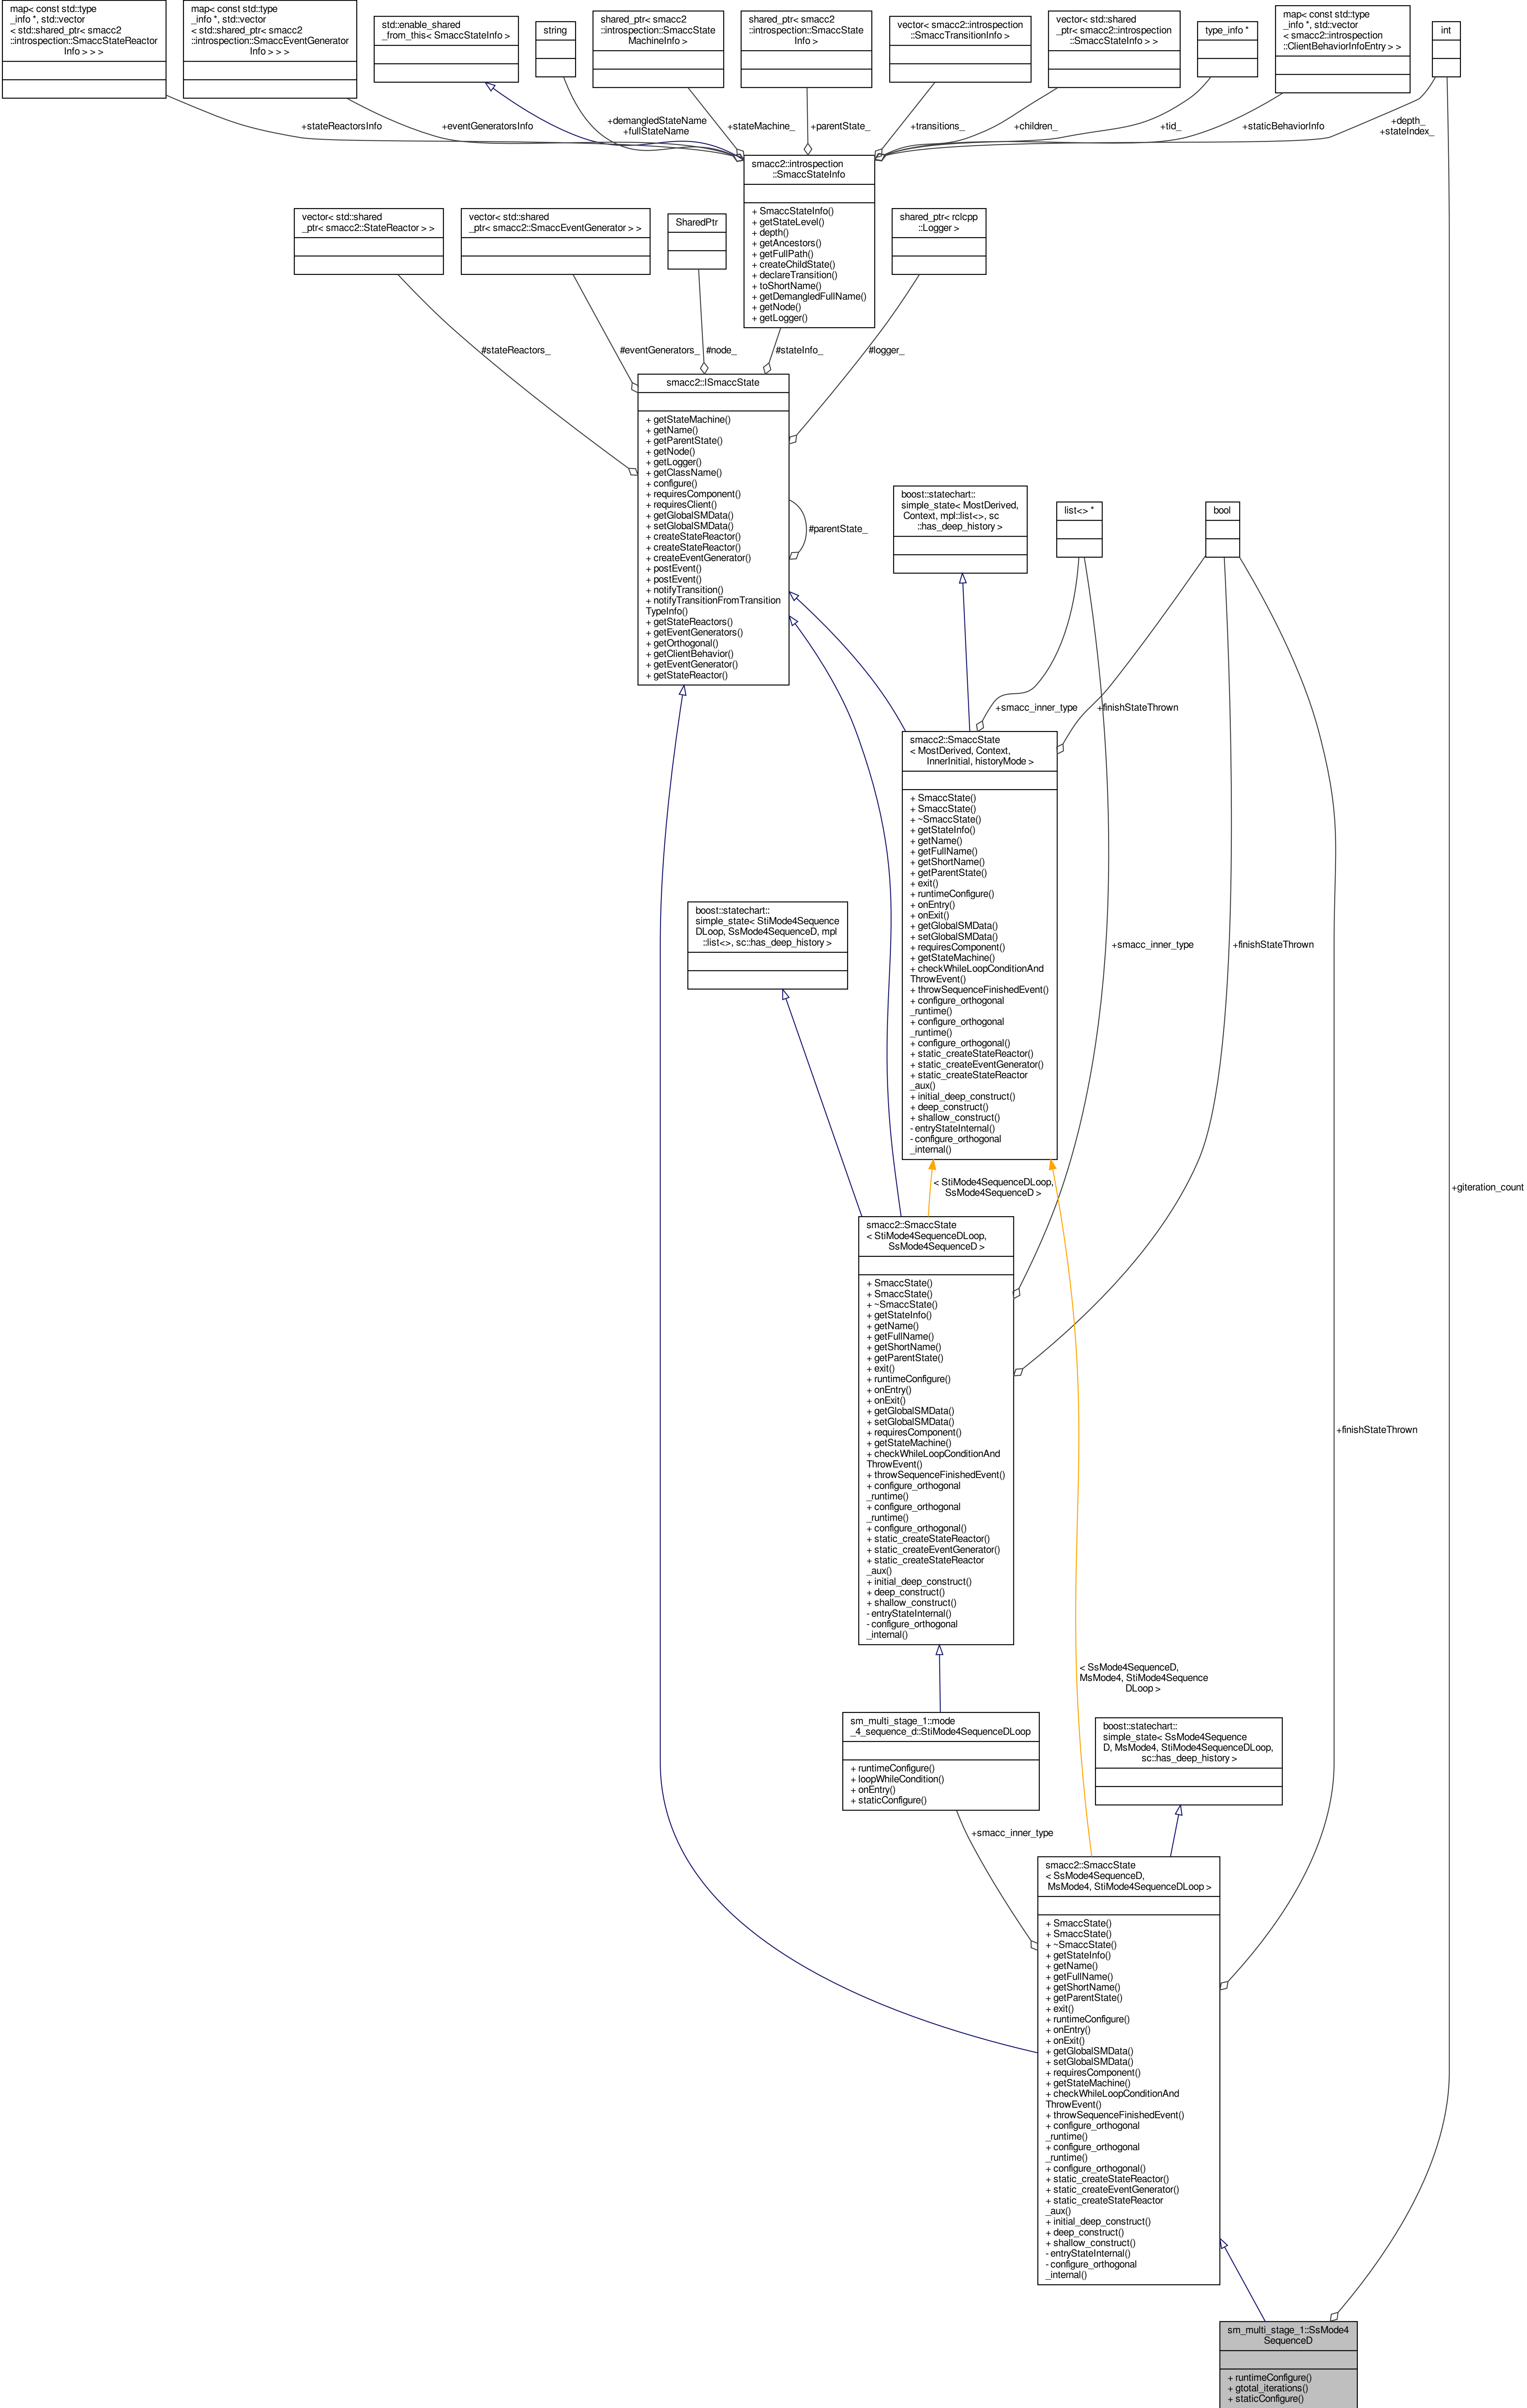 map< const std::type
_info *, std::vector
< std::shared_ptr< smacc2
::introspection::SmaccStateReactor
Info > > >
map< const std::type
_info *, std::vector
< std::shared_ptr< smacc2
::introspection::SmaccEventGenerator
Info > > >
std::enable_shared
_from_this< SmaccStateInfo >
string
shared_ptr< smacc2
::introspection::SmaccState
MachineInfo >
shared_ptr< smacc2
::introspection::SmaccState
Info >
vector< smacc2::introspection
::SmaccTransitionInfo >
vector< std::shared
_ptr< smacc2::introspection
::SmaccStateInfo > >
type_info *
map< const std::type
_info *, std::vector
< smacc2::introspection
::ClientBehaviorInfoEntry > >
int
+stateReactorsInfo
+eventGeneratorsInfo
+demangledStateName
+fullStateName
+stateMachine_
+parentState_
+transitions_
+children_
+tid_
+staticBehaviorInfo
+depth_
+stateIndex_
smacc2::introspection
::SmaccStateInfo
+ SmaccStateInfo()
+ getStateLevel()
+ depth()
+ getAncestors()
+ getFullPath()
+ createChildState()
+ declareTransition()
+ toShortName()
+ getDemangledFullName()
+ getNode()
+ getLogger()
vector< std::shared
_ptr< smacc2::StateReactor > >
vector< std::shared
_ptr< smacc2::SmaccEventGenerator > >
SharedPtr
shared_ptr< rclcpp
::Logger >
#stateReactors_
#eventGenerators_
#node_
#stateInfo_
#logger_
smacc2::ISmaccState
+ getStateMachine()
+ getName()
+ getParentState()
+ getNode()
+ getLogger()
+ getClassName()
+ configure()
+ requiresComponent()
+ requiresClient()
+ getGlobalSMData()
+ setGlobalSMData()
+ createStateReactor()
+ createStateReactor()
+ createEventGenerator()
+ postEvent()
+ postEvent()
+ notifyTransition()
+ notifyTransitionFromTransition
TypeInfo()
+ getStateReactors()
+ getEventGenerators()
+ getOrthogonal()
+ getClientBehavior()
+ getEventGenerator()
+ getStateReactor()
#parentState_
boost::statechart::
simple_state< MostDerived,
Context, mpl::list<>, sc
::has_deep_history >
list<> *
bool
+smacc_inner_type
+finishStateThrown
smacc2::SmaccState
< MostDerived, Context,
InnerInitial, historyMode >
+ SmaccState()
+ SmaccState()
+ ~SmaccState()
+ getStateInfo()
+ getName()
+ getFullName()
+ getShortName()
+ getParentState()
+ exit()
+ runtimeConfigure()
+ onEntry()
+ onExit()
+ getGlobalSMData()
+ setGlobalSMData()
+ requiresComponent()
+ getStateMachine()
+ checkWhileLoopConditionAnd
ThrowEvent()
+ throwSequenceFinishedEvent()
+ configure_orthogonal
_runtime()
+ configure_orthogonal
_runtime()
+ configure_orthogonal()
+ static_createStateReactor()
+ static_createEventGenerator()
+ static_createStateReactor
_aux()
+ initial_deep_construct()
+ deep_construct()
+ shallow_construct()
- entryStateInternal()
- configure_orthogonal
_internal()
boost::statechart::
simple_state< StiMode4Sequence
DLoop, SsMode4SequenceD, mpl
::list<>, sc::has_deep_history >
+smacc_inner_type
+finishStateThrown
< StiMode4SequenceDLoop,
SsMode4SequenceD >
+giteration_count
smacc2::SmaccState
< StiMode4SequenceDLoop,
SsMode4SequenceD >
+ SmaccState()
+ SmaccState()
+ ~SmaccState()
+ getStateInfo()
+ getName()
+ getFullName()
+ getShortName()
+ getParentState()
+ exit()
+ runtimeConfigure()
+ onEntry()
+ onExit()
+ getGlobalSMData()
+ setGlobalSMData()
+ requiresComponent()
+ getStateMachine()
+ checkWhileLoopConditionAnd
ThrowEvent()
+ throwSequenceFinishedEvent()
+ configure_orthogonal
_runtime()
+ configure_orthogonal
_runtime()
+ configure_orthogonal()
+ static_createStateReactor()
+ static_createEventGenerator()
+ static_createStateReactor
_aux()
+ initial_deep_construct()
+ deep_construct()
+ shallow_construct()
- entryStateInternal()
- configure_orthogonal
_internal()
+finishStateThrown
< SsMode4SequenceD,
MsMode4, StiMode4Sequence
DLoop >
sm_multi_stage_1::mode
_4_sequence_d::StiMode4SequenceDLoop
+ runtimeConfigure()
+ loopWhileCondition()
+ onEntry()
+ staticConfigure()
boost::statechart::
simple_state< SsMode4Sequence
D, MsMode4, StiMode4SequenceDLoop,
sc::has_deep_history >
+smacc_inner_type
smacc2::SmaccState
< SsMode4SequenceD,
MsMode4, StiMode4SequenceDLoop >
+ SmaccState()
+ SmaccState()
+ ~SmaccState()
+ getStateInfo()
+ getName()
+ getFullName()
+ getShortName()
+ getParentState()
+ exit()
+ runtimeConfigure()
+ onEntry()
+ onExit()
+ getGlobalSMData()
+ setGlobalSMData()
+ requiresComponent()
+ getStateMachine()
+ checkWhileLoopConditionAnd
ThrowEvent()
+ throwSequenceFinishedEvent()
+ configure_orthogonal
_runtime()
+ configure_orthogonal
_runtime()
+ configure_orthogonal()
+ static_createStateReactor()
+ static_createEventGenerator()
+ static_createStateReactor
_aux()
+ initial_deep_construct()
+ deep_construct()
+ shallow_construct()
- entryStateInternal()
- configure_orthogonal
_internal()
sm_multi_stage_1::SsMode4
SequenceD
+ runtimeConfigure()
+ gtotal_iterations()
+ staticConfigure()